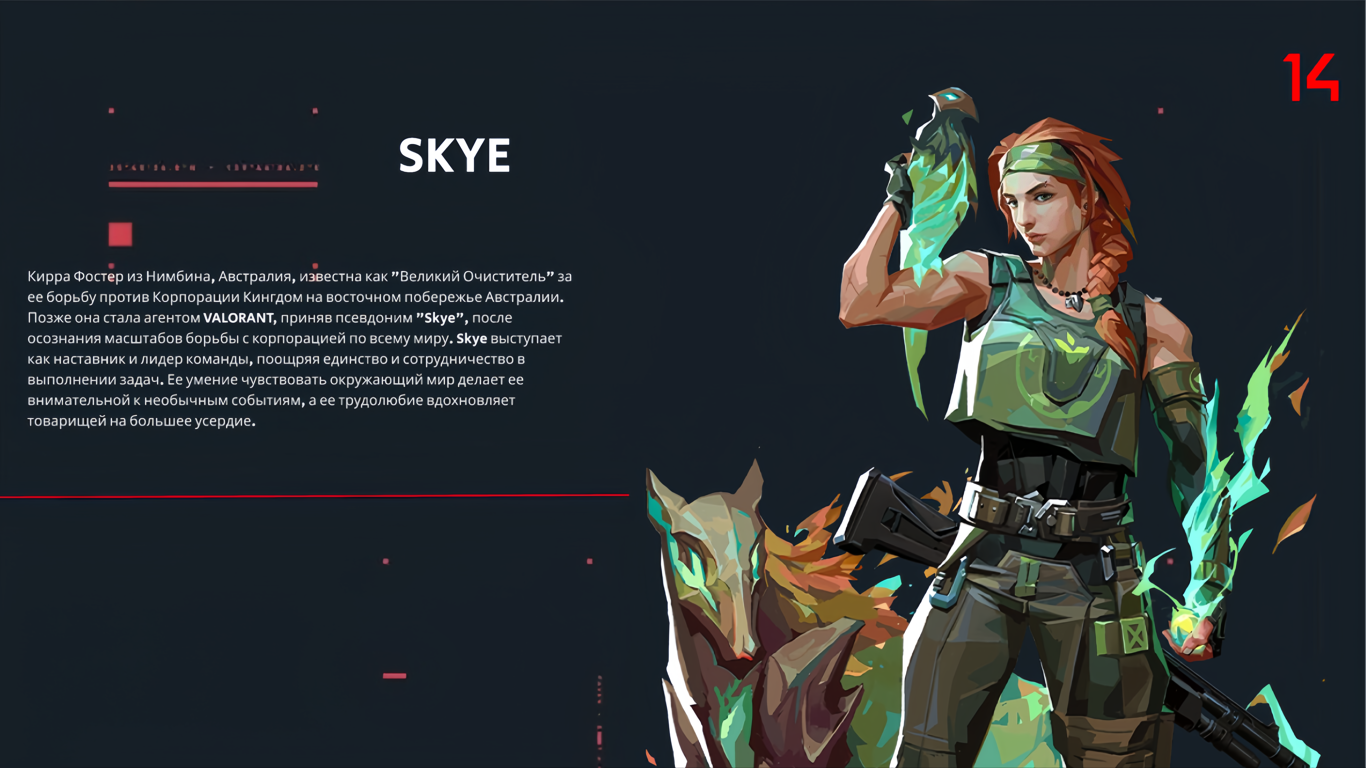 14
SKYE
Кирра Фостер из Нимбина, Австралия, известна как "Великий Очиститель" за
ее борьбу против Корпорации Кингдом на восточном побережье Австралии.
Позже она стала агентом VALORANT, приняв псевдоним "Skye", после
осознания масштабов борьбы с корпорацией по всему миру. Skye выступает
как наставник и лидер команды, поощряя единство и сотрудничество в
выполнении задач. Ее умение чувствовать окружающий мир делает ее
внимательной к необычным событиям, а ее трудолюбие вдохновляет
товарищей на большее усердие.